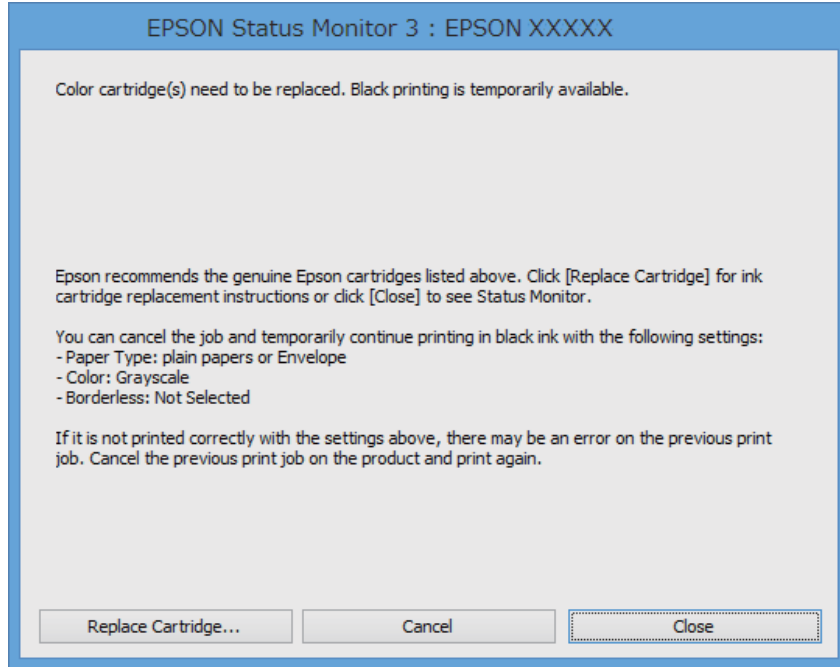 EPSON Status Monitor 3 : EPSON XXXXX
Color cartridge(s) need to be replaced. Black printing is temporarily available.
Epson recommends the genuine Epson cartridges listed above. Click [Replace Cartridge] for ink
cartridge replacement instructions or click [Close] to see Status Monitor.
You can cancel the job and temporarily continue printing in black ink with the following settings:
- Paper Type: plain papers or Envelope
- Color: Grayscale
- Borderless: Not Selected
If it is not printed correctly with the settings above, there may be an error on the previous print
job. Cancel the previous print job on the product and print again.
Replace Cartridge...
Cancel
Close